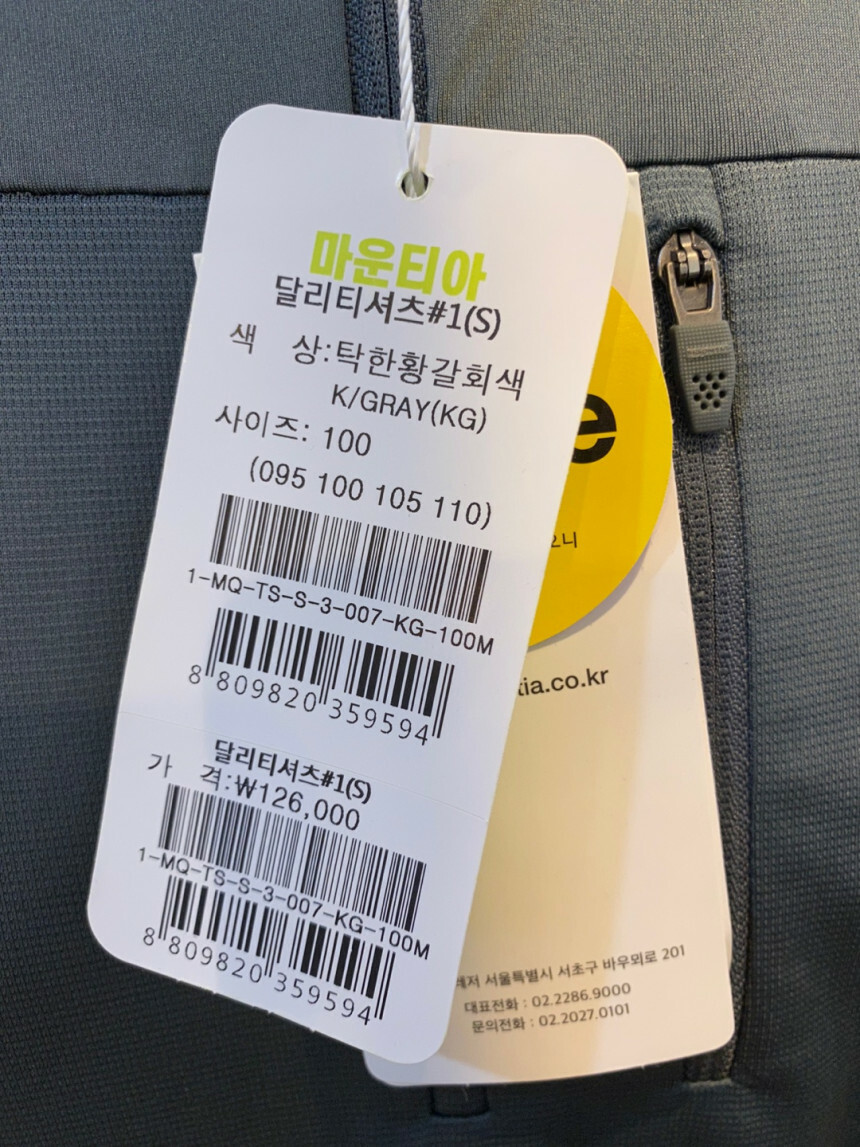 마운티아
달리티셔츠#1(S)
색 상:탁한황갈회색
K/GRAY(KG)
사이즈: 100
(095 100 105 110)
1-MQ-TS-S-3-007-KG-100M
8 809820 359594
달리티셔츠#1(S)
가 격:₩126,000
1-MQ-TS-S-3-007-KG-100M
8 809820 359594
e
오니
tia.co.kr
레저 서울특별시 서초구 바우뫼로 201
대표전화 : 02.2286.9000
문의전화 : 02.2027.0101